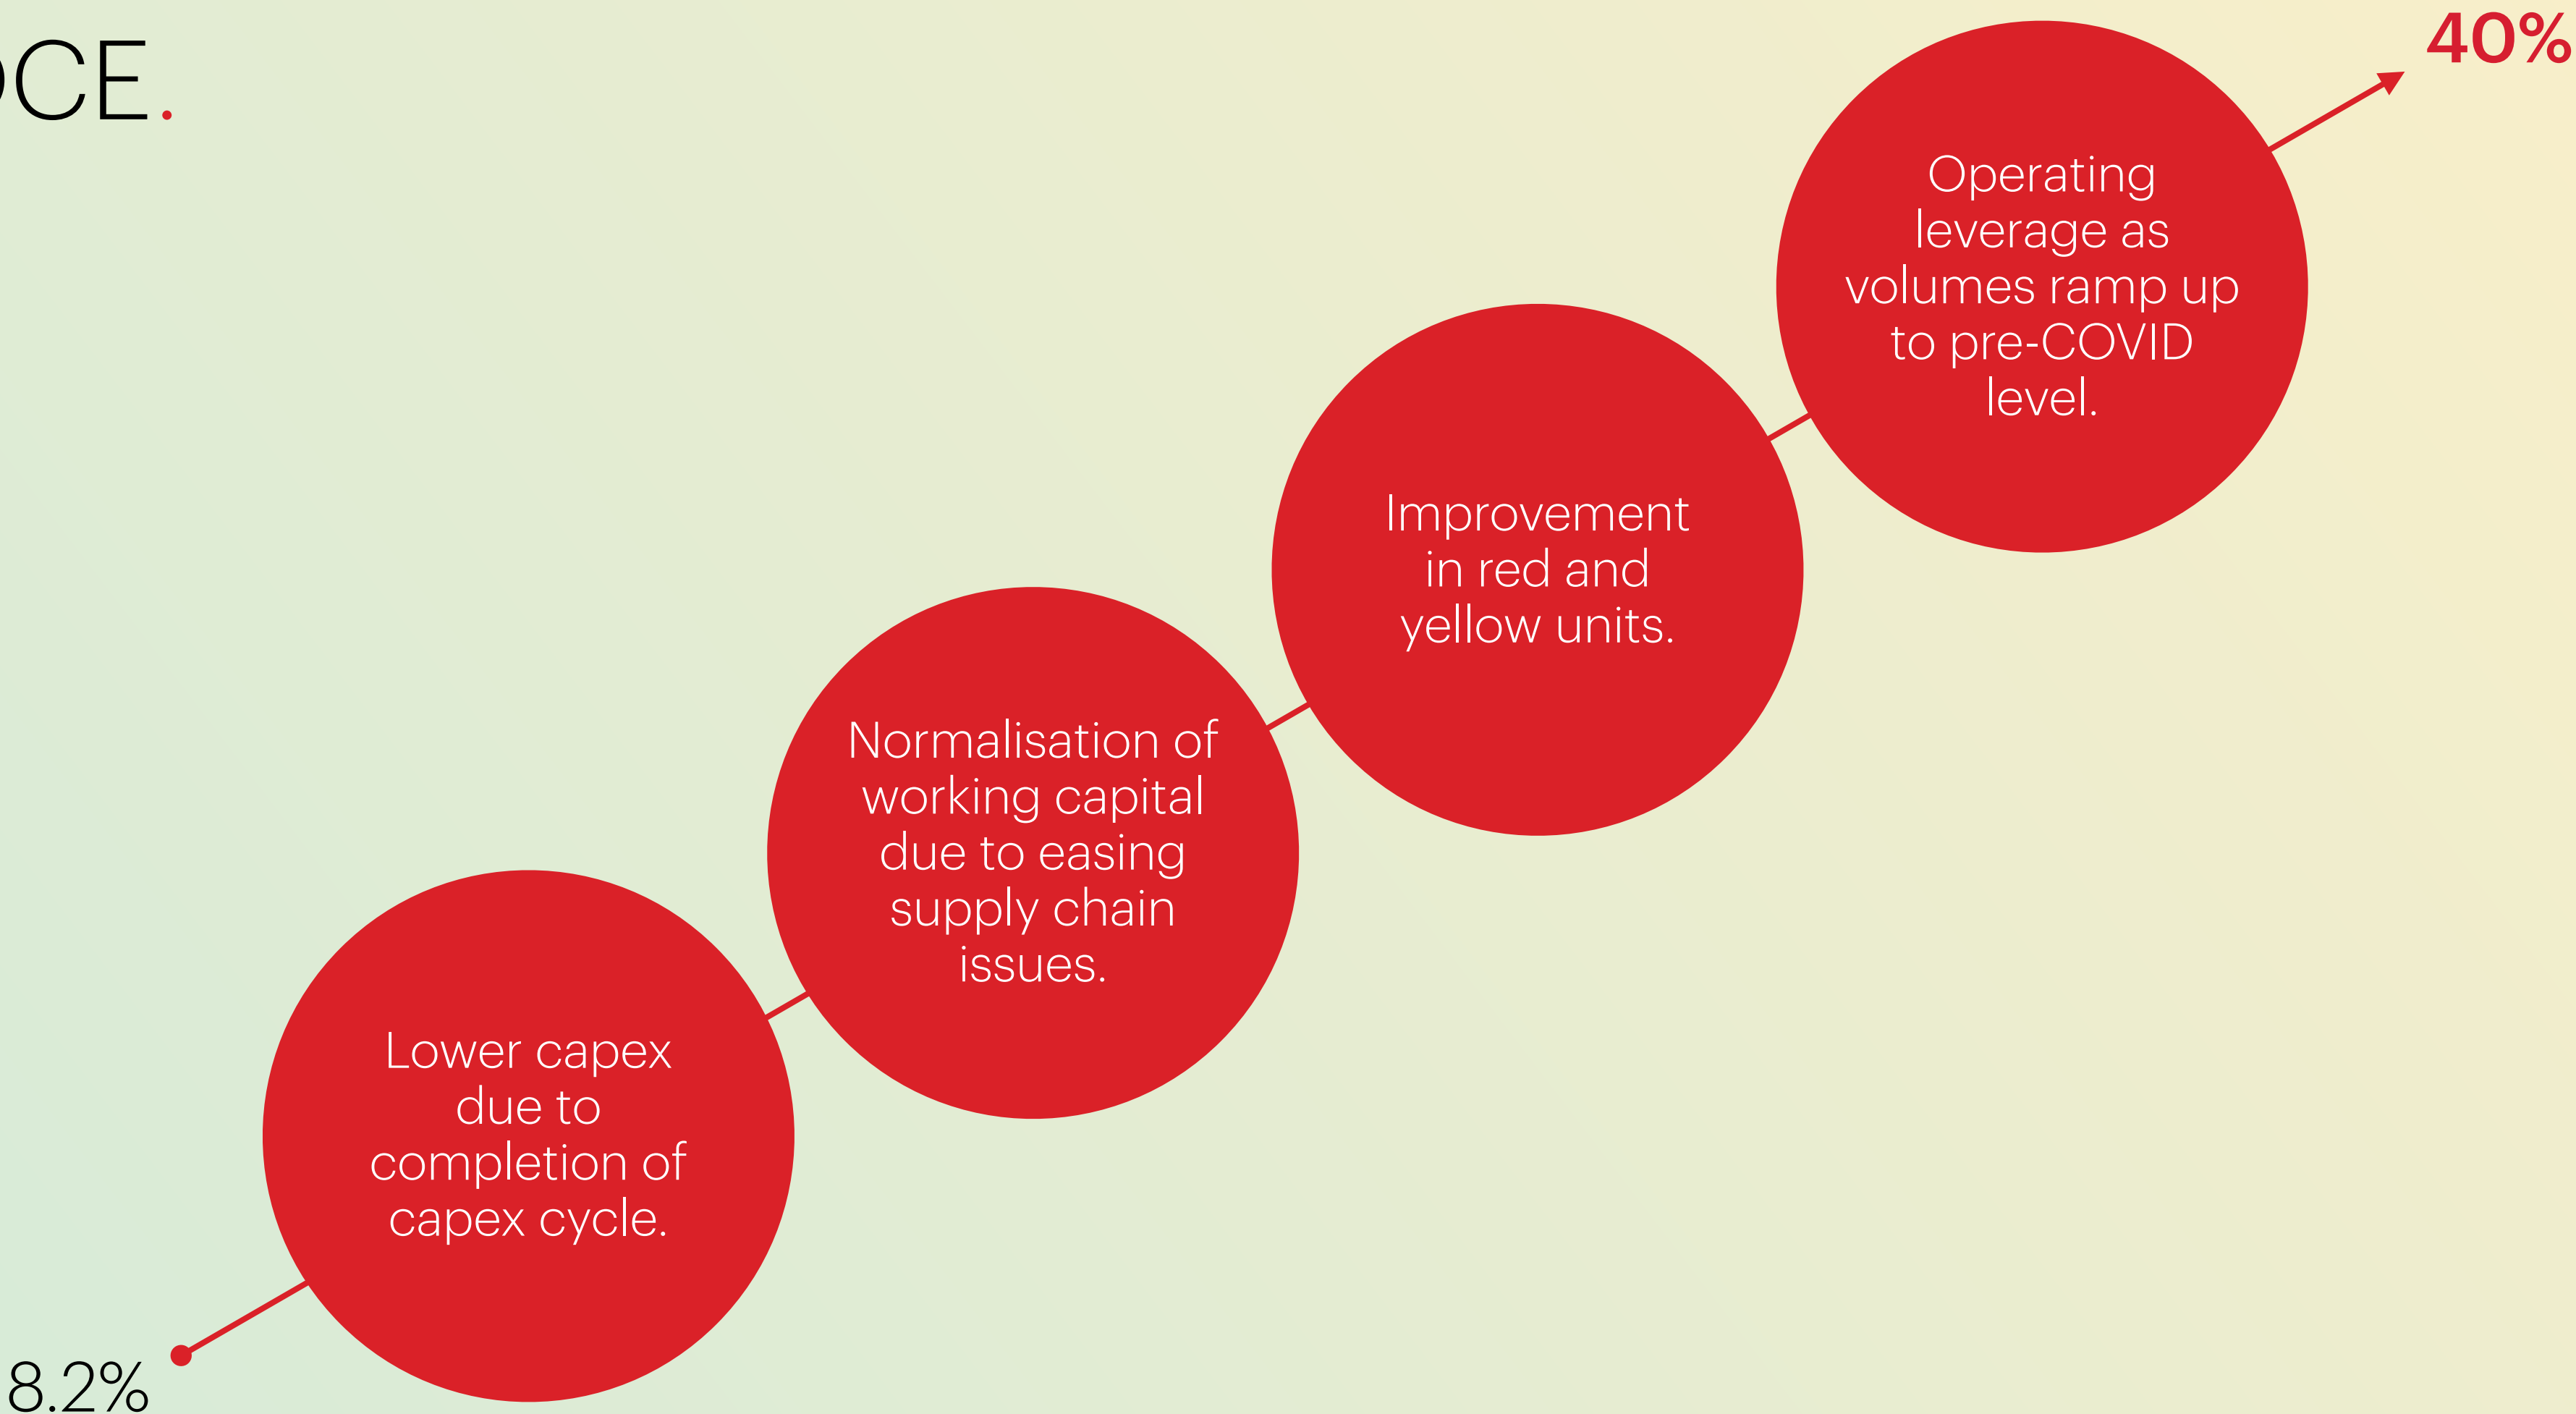 OCE.
40%
Operating
leverage as
volumes ramp up
to pre-COVID
level.
Improvement
in red and
yellow units.
Normalisation of
working capital
due to easing
supply chain
issues.
Lower capex
due to
completion of
capex cycle.
8.2%